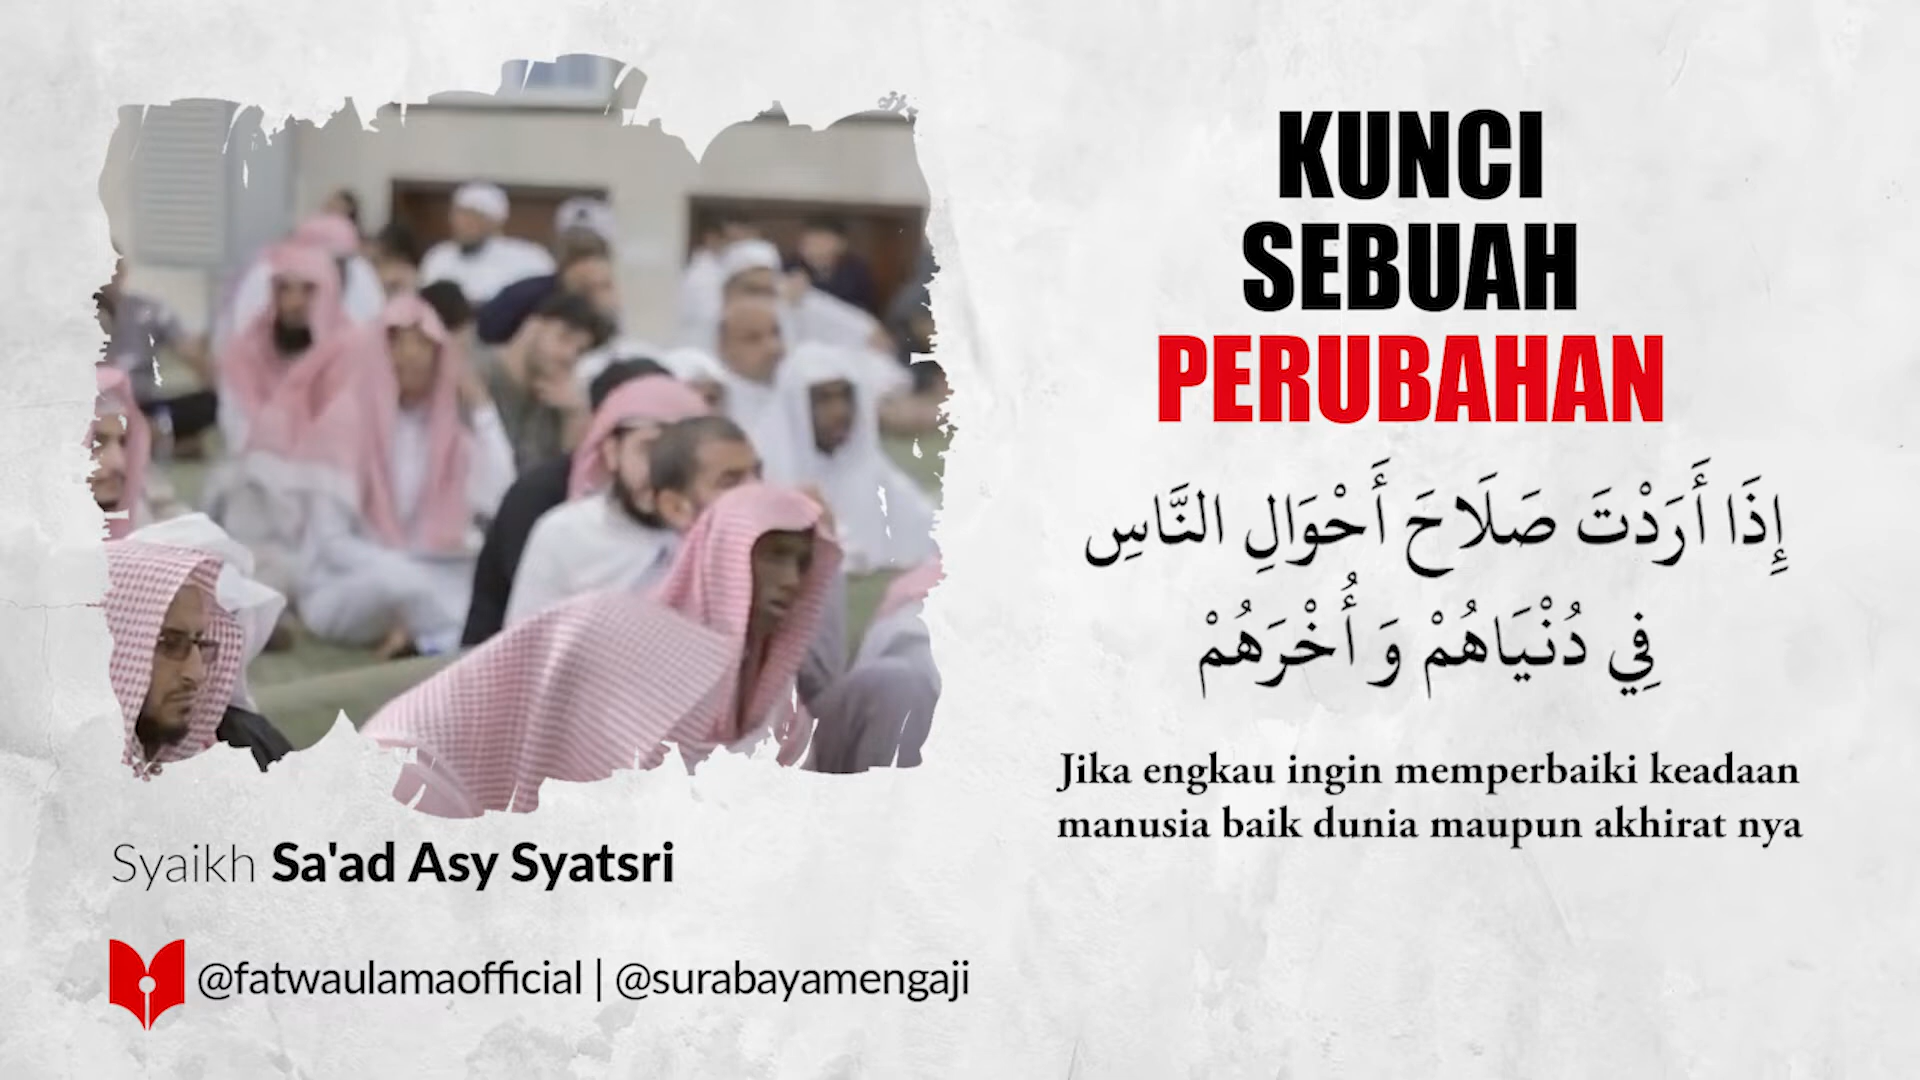 KUNCI
SEBUAH
PERUBAHAN
إِذَا أَرَدْتَ صَلَاحَ أَحْوَالِ النَّاسِ
فِي دُنْيَاهُمْ وَ أُخْرَهُمْ
Jika engkau ingin memperbaiki keadaan
manusia baik dunia maupun akhirat nya
Syaikh Sa'ad Asy Syatsri
@fatwaulamaofficial | @surabayamengaji